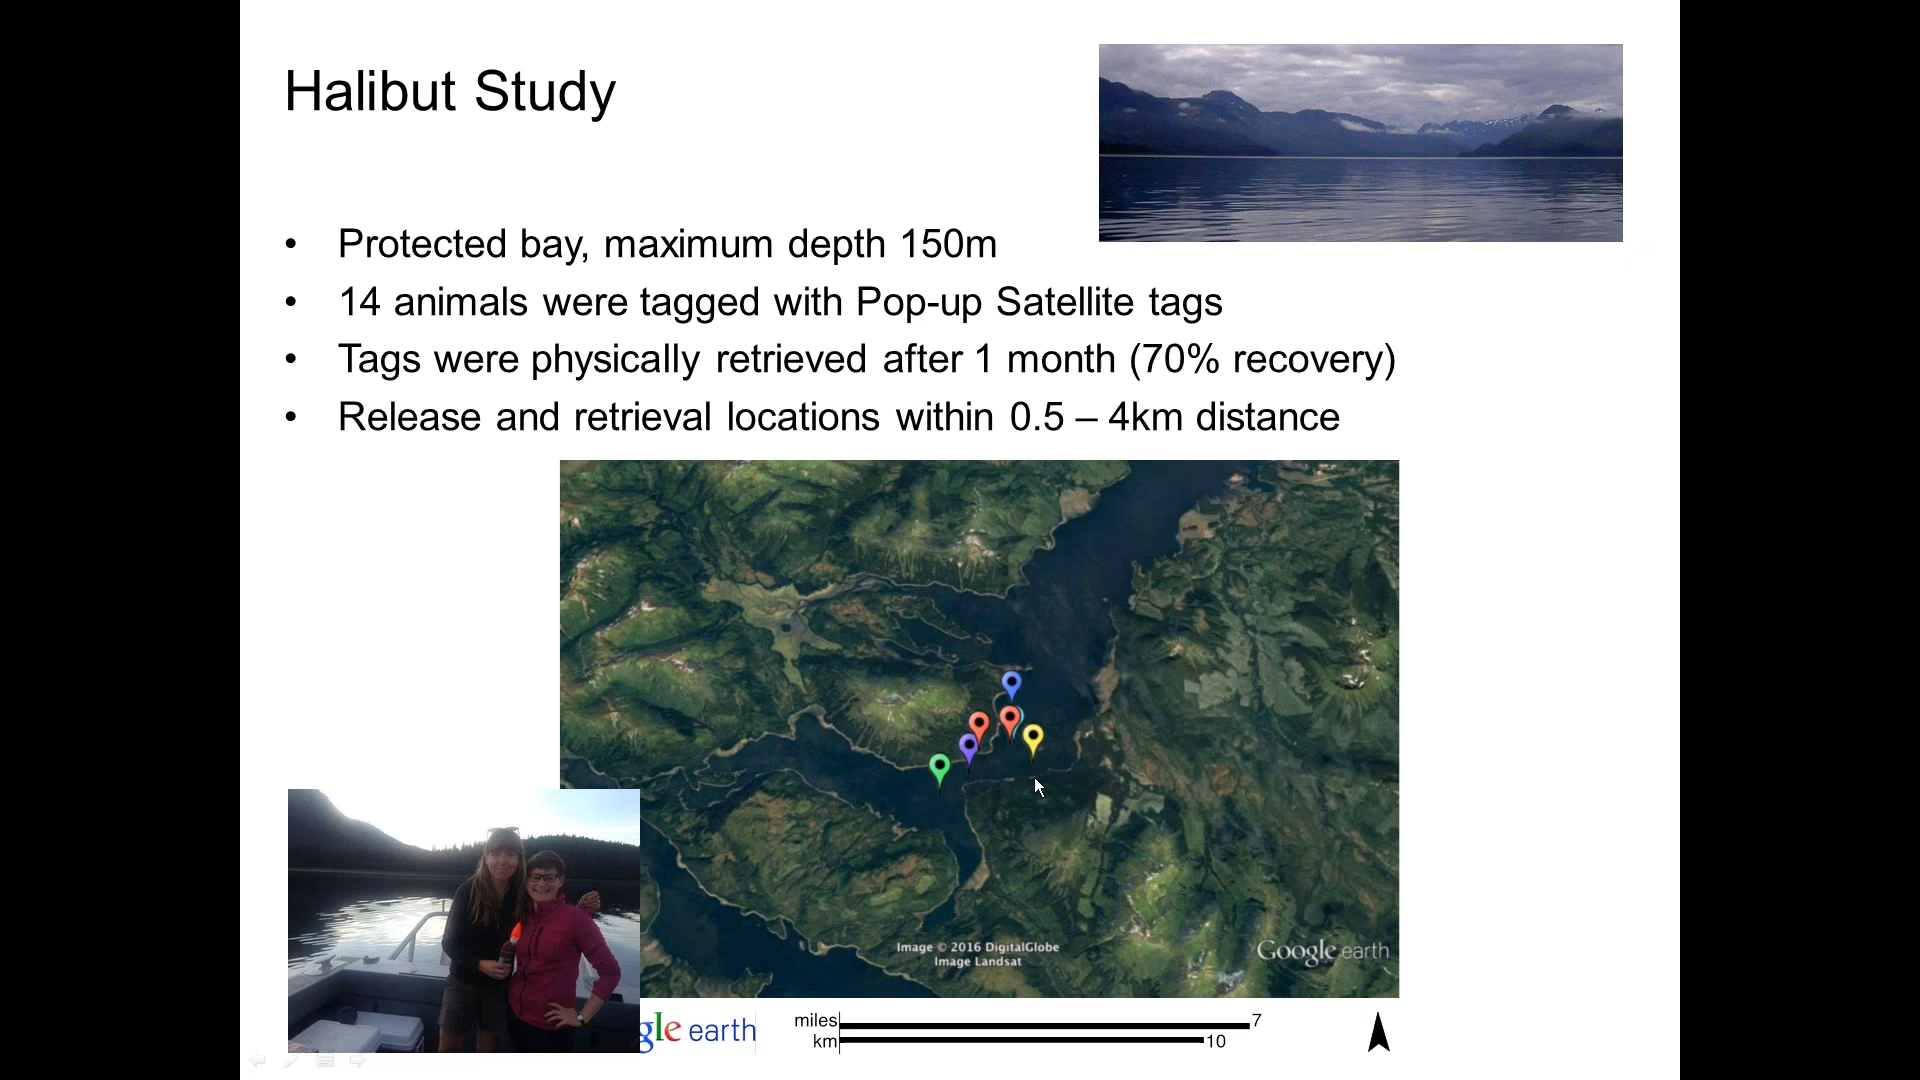 Halibut Study
• Protected bay, maximum depth 150m
• 14 animals were tagged with Pop-up Satellite tags
• Tags were physically retrieved after 1 month (70% recovery)
• Release and retrieval locations within 0.5 – 4km distance
Image © 2016 DigitalGlobe
Image Landsat
Google earth
gle earth
miles 7
km 10